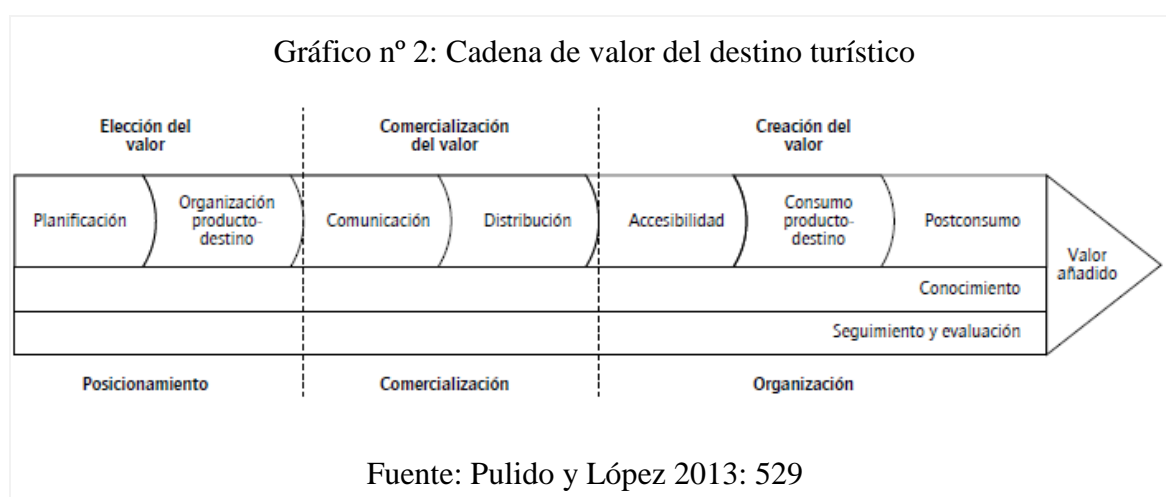 Gráfico nº 2: Cadena de valor del destino turístico
Elección del
valor
Comercialización
del valor
Creación del
valor
Planificación
Organización
producto-
destino
Comunicación
Distribución
Accesibilidad
Consumo
producto-
destino
Postconsumo
Valor
añadido
Conocimiento
Seguimiento y evaluación
Posicionamiento
Comercialización
Organización
Fuente: Pulido y López 2013: 529